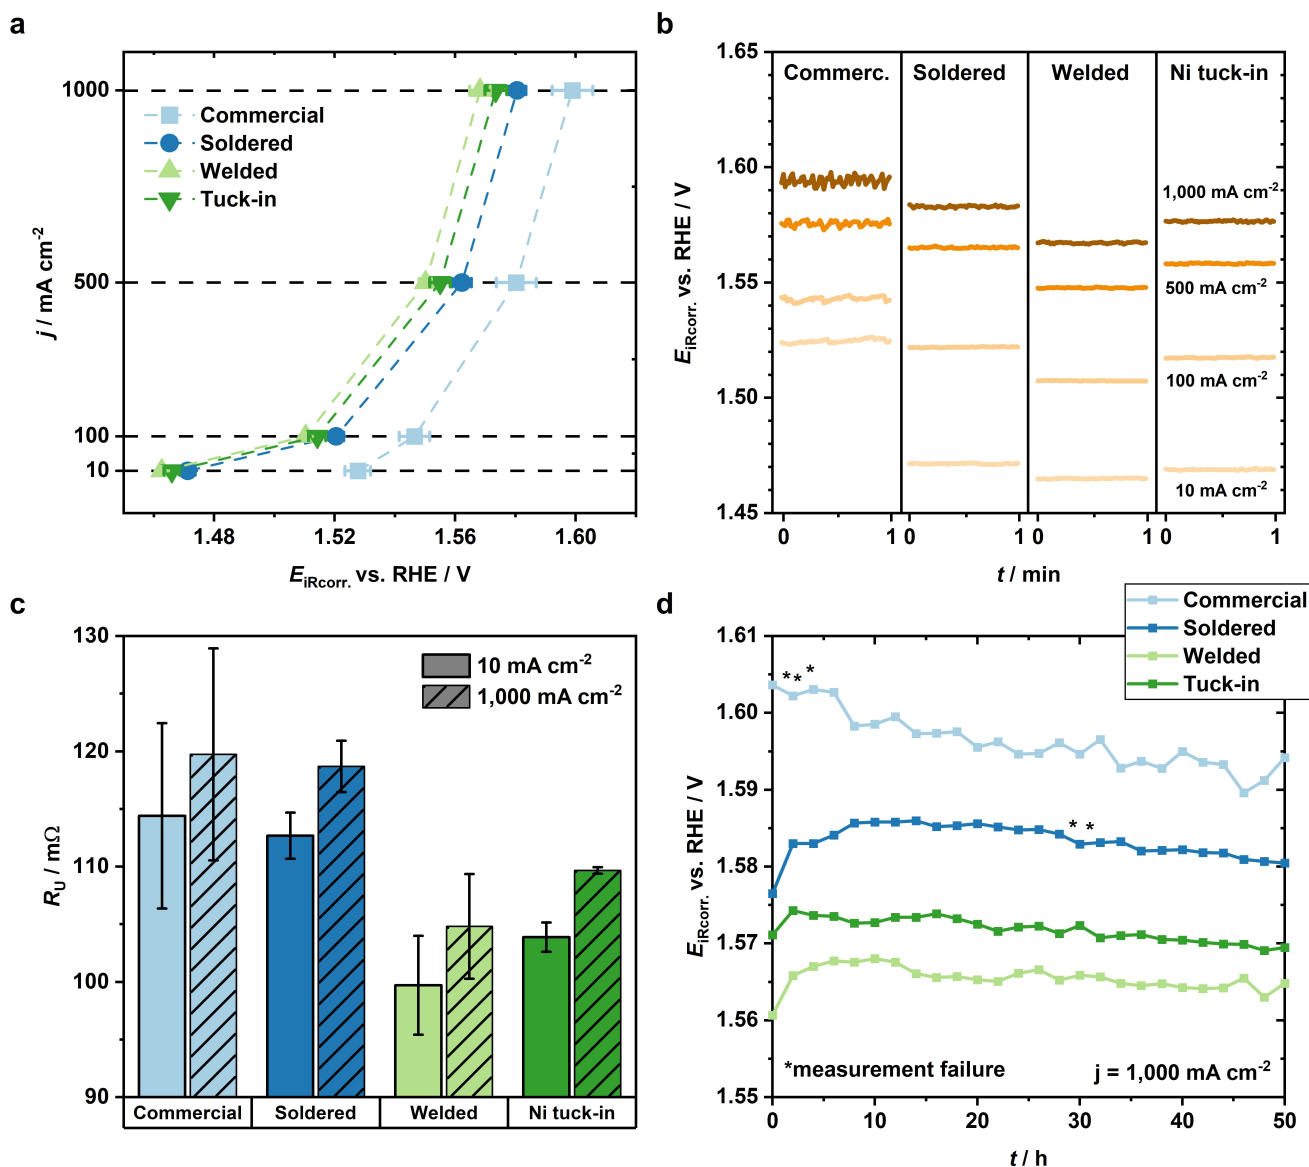 a
1000
500
100
10
j / mA cm-2
Commercial
Soldered
Welded
Tuck-in
1.48 1.52 1.56 1.60
EiRcorr. vs. RHE / V
b
1.65
1.60
1.55
1.50
1.45
EiRcorr. vs. RHE / V
Commerc. Soldered Welded Ni tuck-in
1,000 mA cm-2
500 mA cm-2
100 mA cm-2
10 mA cm-2
0 1 0 1 0 1 0 1
t / min
c
130
120
110
100
90
RU / mΩ
10 mA cm-2
1,000 mA cm-2
Commercial Soldered Welded Ni tuck-in
d
Commercial
Soldered
Welded
Tuck-in
1.61
1.60
1.59
1.58
1.57
1.56
1.55
EiRcorr. vs. RHE / V
** *
* *
*measurement failure j = 1,000 mA cm-2
0 10 20 30 40 50
t / h